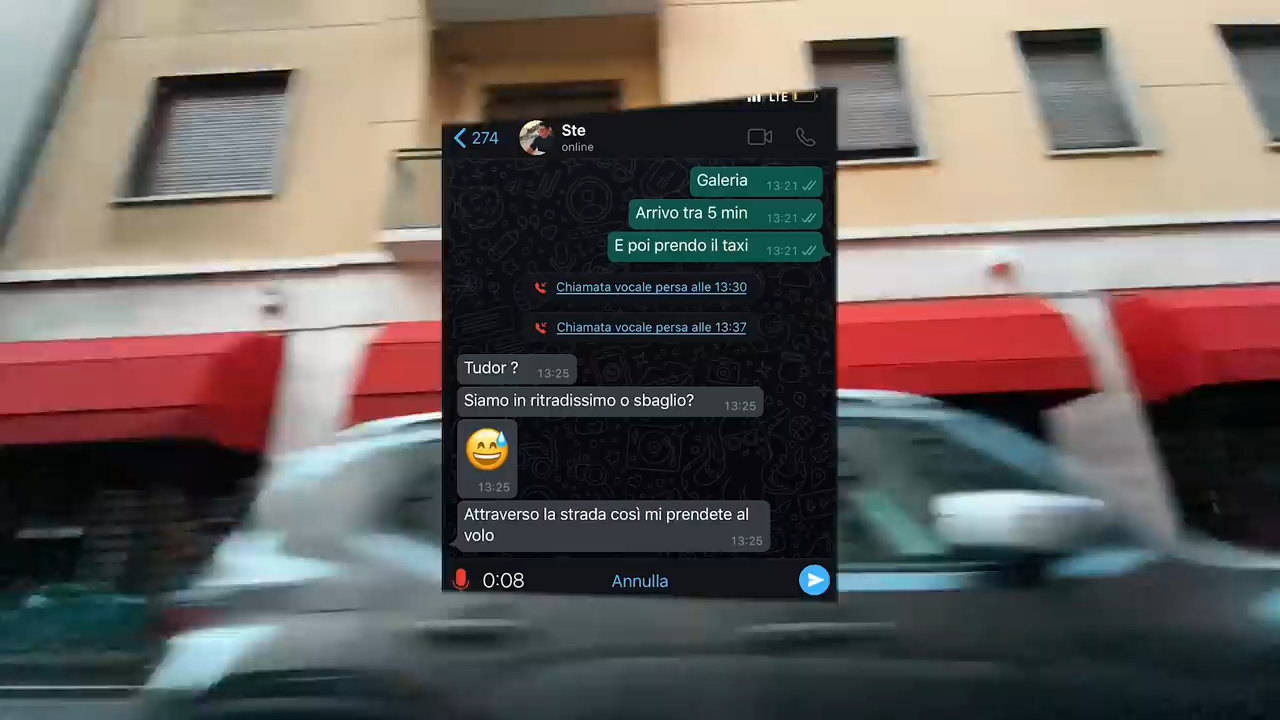 LTE
274
Ste
online
Galeria 13:21
Arrivo tra 5 min 13:21
E poi prendo il taxi 13:21
Chiamata vocale persa alle 13:30
Chiamata vocale persa alle 13:37
Tudor ? 13:25
Siamo in ritradissimo o sbaglio? 13:25
13:25
Attraverso la strada così mi prendete al
volo 13:25
0:08 Annulla